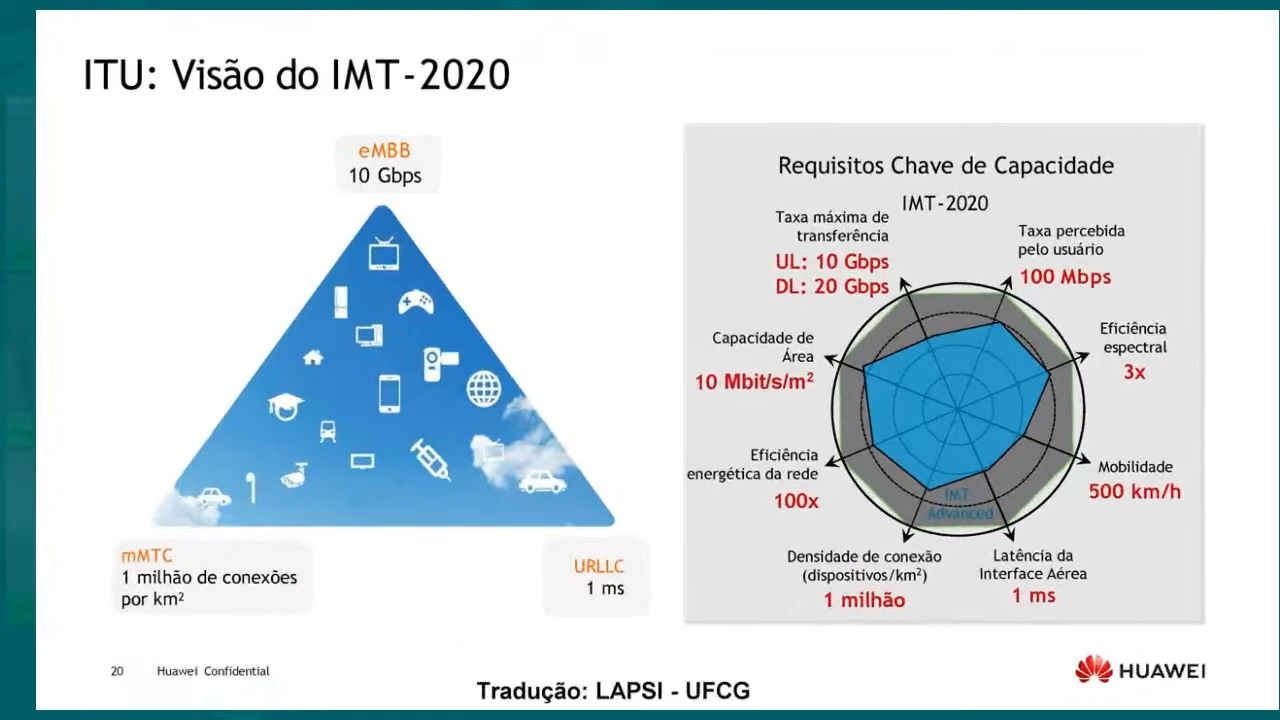 ITU: Visão do IMT-2020
eMBB
10 Gbps
mMTC
1 milhão de conexões
por km²
URLLC
1 ms
Requisitos Chave de Capacidade
IMT-2020
Taxa máxima de
transferência
UL: 10 Gbps
DL: 20 Gbps
Taxa percebida
pelo usuário
100 Mbps
Eficiência
espectral
3x
Mobilidade
500 km/h
Latência da
Interface Aérea
1 ms
Densidade de conexão
(dispositivos/km²)
1 milhão
Eficiência
energética da rede
100x
Capacidade de
Área
10 Mbit/s/m²
IMT
Advanced
20 Huawei Confidential
Tradução: LAPSI - UFCG
HUAWEI